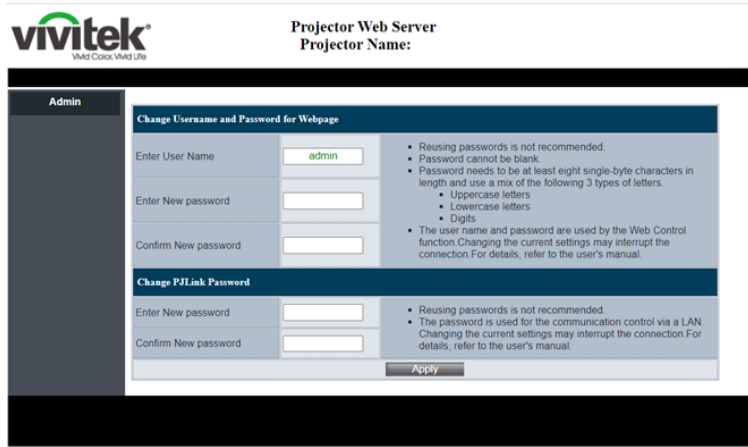 vivitek
Vivid Color, Vivid Life
Projector Web Server
Projector Name:
Admin
Change Username and Password for Webpage
Enter User Name
admin
Enter New password
Confirm New password
Reusing passwords is not recommended.
Password cannot be blank.
Password needs to be at least eight single-byte characters in
length and use a mix of the following 3 types of letters.
Uppercase letters
Lowercase letters
Digits
The user name and password are used by the Web Control
function.Changing the current settings may interrupt the
connection.For details, refer to the user's manual.
Change PJLink Password
Enter New password
Confirm New password
Reusing passwords is not recommended.
The password is used for the communication control via a LAN.
Changing the current settings may interrupt the connection.For
details, refer to the user's manual.
Apply